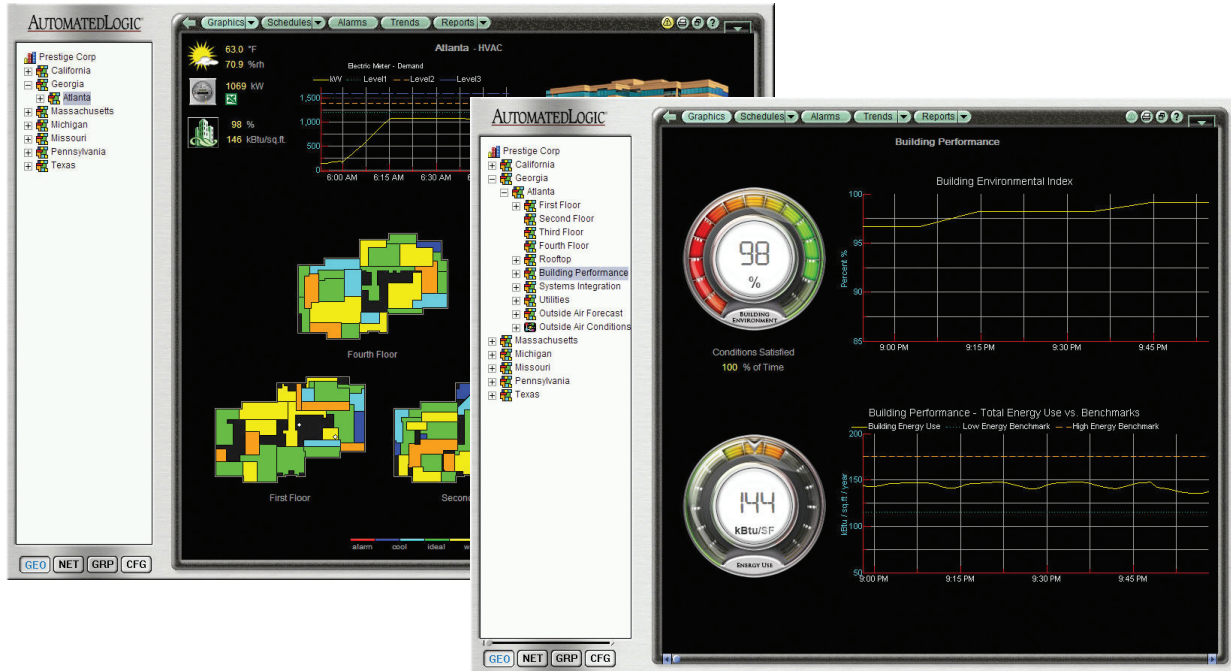 AUTOMATEDLOGIC
Graphics Schedules Alarms Trends Reports
Prestige Corp
California
Georgia
Atlanta
Massachusetts
Michigan
Missouri
Pennsylvania
Texas
63.0 °F
70.9 %rh
1069 kW
98 %
146 kBtu/sq.ft.
Atlanta - HVAC
Electric Meter - Demand
kW Level1 Level2 Level3
1,500
1,000
500
0
6:00 AM 6:15 AM 6:30 AM
Fourth Floor
First Floor
alarm cool ideal
GEO NET GRP CFG
AUTOMATEDLOGIC
Graphics Schedules Alarms Trends Reports
Prestige Corp
California
Georgia
Atlanta
First Floor
Second Floor
Third Floor
Fourth Floor
Rooftop
Building Performance
Systems Integration
Utilities
Outside Air Forecast
Outside Air Conditions
Massachusetts
Michigan
Missouri
Pennsylvania
Texas
GEO NET GRP CFG
Building Performance
98
%
BUILDING
ENVIRONMENT
Conditions Satisfied
100 % of Time
Building Environmental Index
Percent %
100
95
90
85
9:00 PM 9:15 PM 9:30 PM 9:45 PM
144
kBtu/SF
ENERGY USE
Building Performance - Total Energy Use vs. Benchmarks
Building Energy Use Low Energy Benchmark High Energy Benchmark
kBtu / sq.ft / year
200
150
100
50
9:00 PM 9:15 PM 9:30 PM 9:45 PM